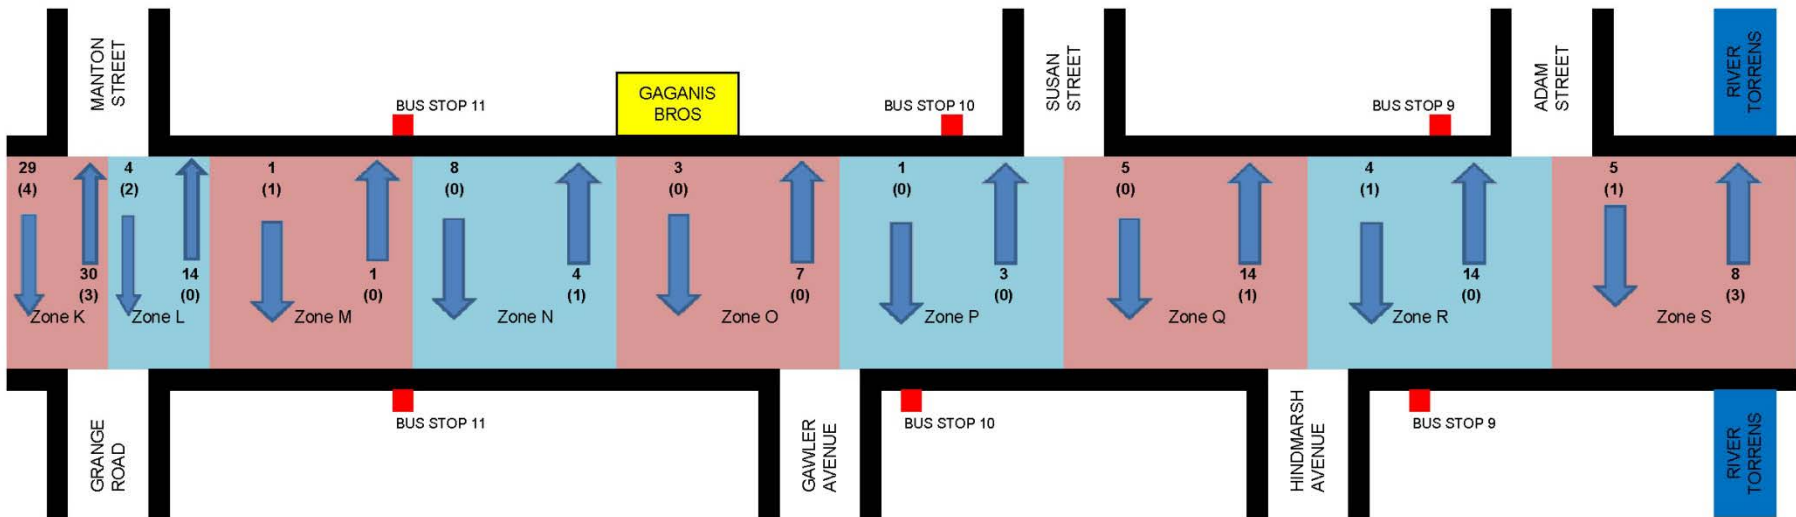 MANTON
STREET
BUS STOP 11
GAGANIS
BROS
BUS STOP 10
SUSAN
STREET
BUS STOP 9
ADAM
STREET
RIVER
TORRENS
29
(4)
30
(3)
Zone K
4
(2)
14
(0)
Zone L
1
(1)
1
(0)
Zone M
8
(0)
4
(1)
Zone N
3
(0)
7
(0)
Zone O
1
(0)
3
(0)
Zone P
5
(0)
14
(1)
Zone Q
4
(1)
14
(0)
Zone R
5
(1)
8
(3)
Zone S
GRANGE
ROAD
BUS STOP 11
GAWLER
AVENUE
BUS STOP 10
HINDMARSH
AVENUE
BUS STOP 9
RIVER
TORRENS